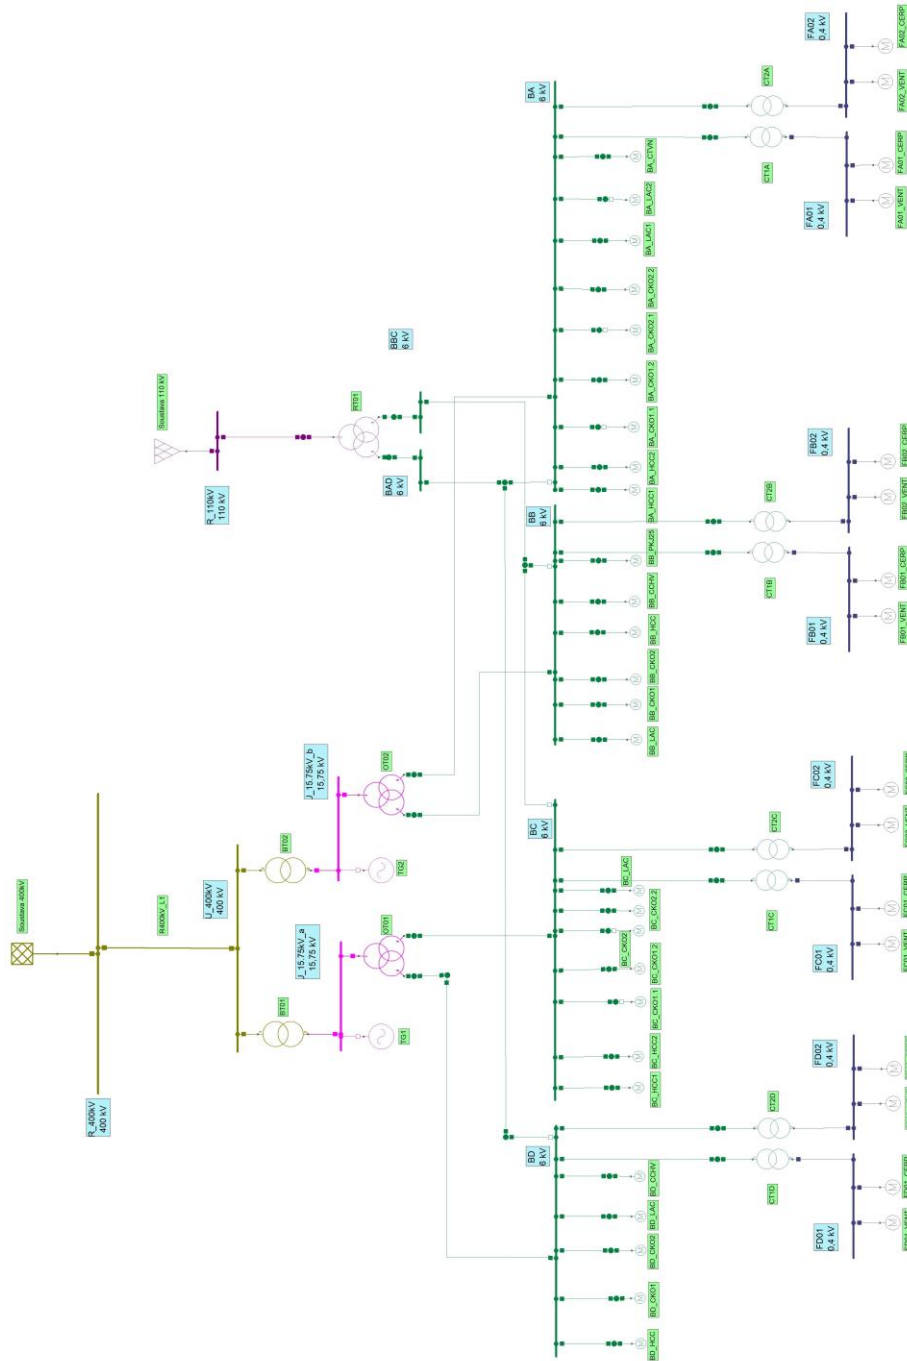 Soustava 400kV
R_400kV
400 kV
R400kV_L1
U_400kV
400 kV
BT01
BT02
J_15,75kV_a
15,75 kV
J_15,75kV_b
15,75 kV
TG1
TG2
OT01
OT02
Soustava 110 kV
R_110kV
110 kV
RT01
BAD
6 kV
BBC
6 kV
BD
6 kV
BC
6 kV
BB
6 kV
BA
6 kV
BD_HCC
BD_CKO1
BD_CKO2
BD_LAC
BD_CCHV
BC_HCC1
BC_HCC2
BC_CKO1.1
BC_CKO1.2
BC_CKO2
BC_CKO2.2
BC_LAC
BB_LAC
BB_CKO1
BB_CKO2
BB_HCC
BB_CCHV
BB_PKJ25
BA_HCC1
BA_HCC2
BA_CKO1.1
BA_CKO1.2
BA_CKO2.1
BA_CKO2.2
BA_LAC1
BA_LAC2
BA_CTVN
CT1D
CT2D
CT1C
CT2C
CT1B
CT2B
CT1A
CT2A
FD01
0,4 kV
FD02
0,4 kV
FC01
0,4 kV
FC02
0,4 kV
FB01
0,4 kV
FB02
0,4 kV
FA01
0,4 kV
FA02
0,4 kV
FD01_VENT
FD01_CERP
FC01_VENT
FC01_CERP
FB01_VENT
FB01_CERP
FB02_VENT
FB02_CERP
FA01_VENT
FA01_CERP
FA02_VENT
FA02_CERP